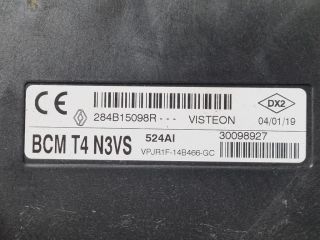 CE
284B15098R--- VISTEON
DX2
04/01/19
BCM T4 N3VS 524AI 30098927
VPJR1F-14B466-GC